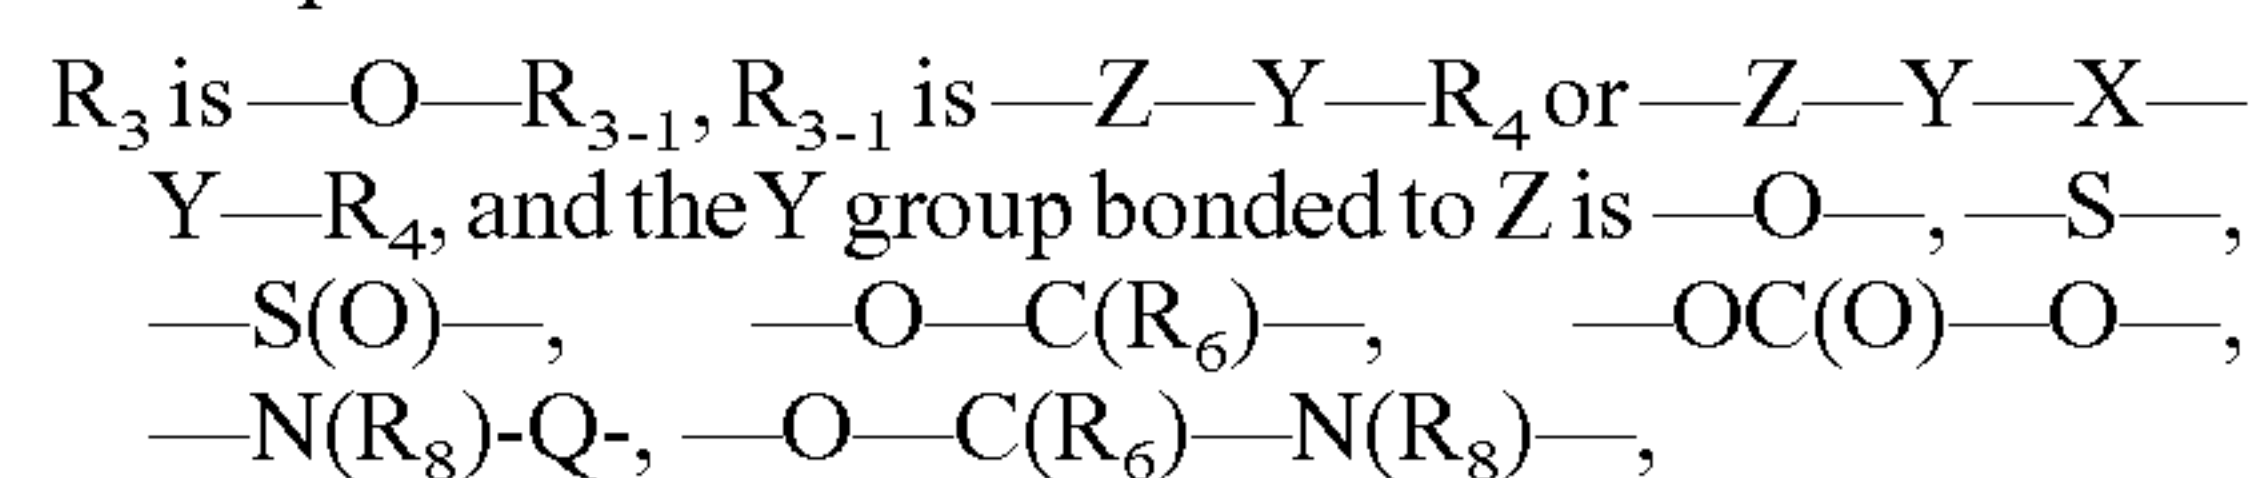 R₃ is —O—R₃₋₁, R₃₋₁ is —Z—Y—R₄ or —Z—Y—X—
Y—R₄, and the Y group bonded to Z is —O—, —S—,
—S(O)—, —O—C(R₆)—, —OC(O)—O—,
—N(R₈)-Q-, —O—C(R₆)—N(R₈)—,